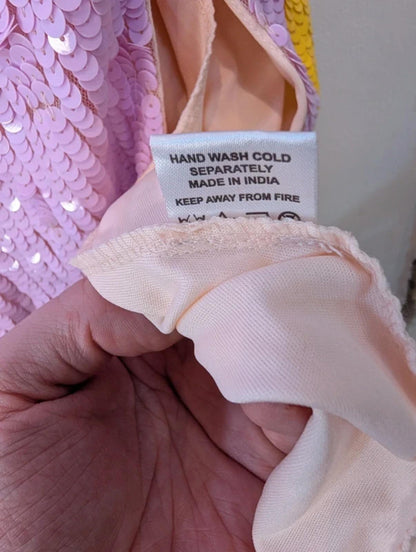 HAND WASH COLD
SEPARATELY
MADE IN INDIA
KEEP AWAY FROM FIRE